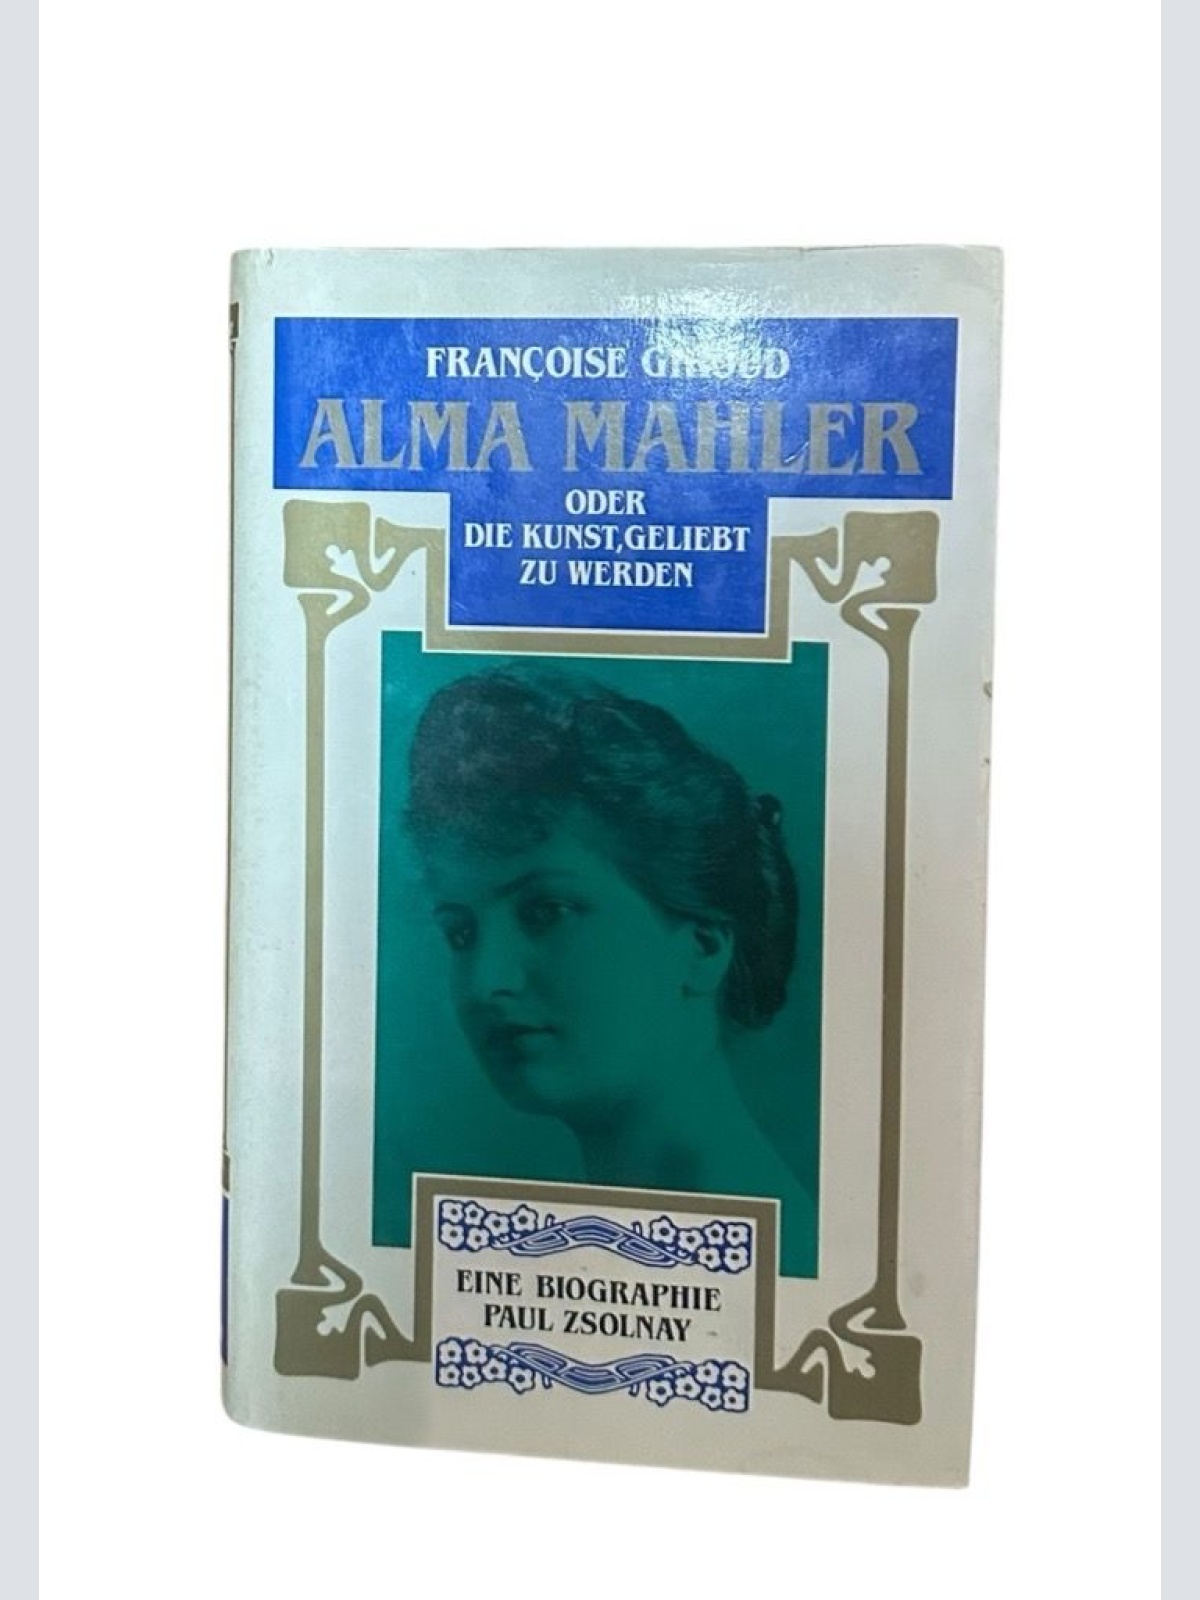 FRANÇOISE GIROUD
ALMA MAHLER
ODER
DIE KUNST,GELIEBT
ZU WERDEN
EINE BIOGRAPHIE
PAUL ZSOLNAY